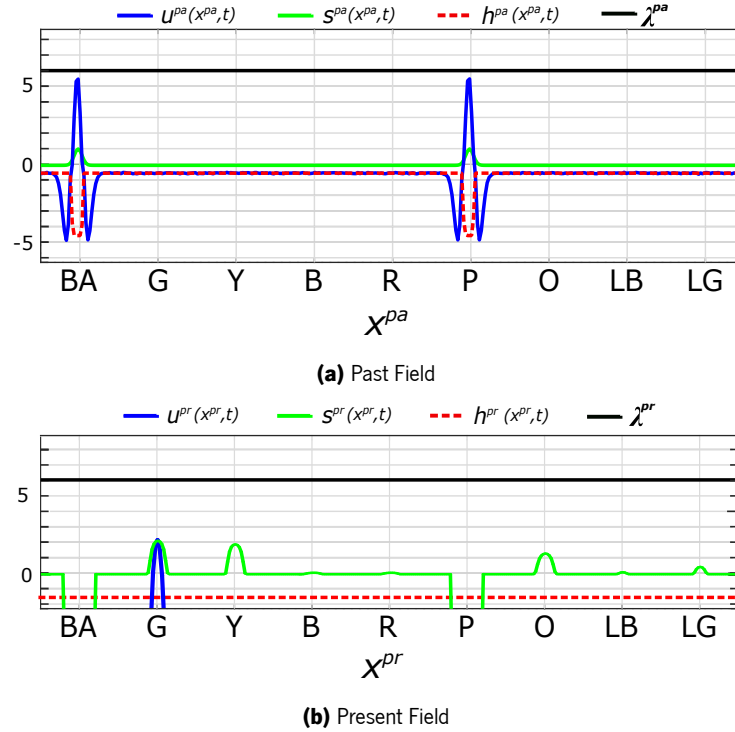 u^pa(x^pa,t) s^pa(x^pa,t) h^pa(x^pa,t) λ^pa
5
0
-5
BA G Y B R P O LB LG
x^pa
(a) Past Field
u^pr(x^pr,t) s^pr(x^pr,t) h^pr(x^pr,t) λ^pr
5
0
BA G Y B R P O LB LG
x^pr
(b) Present Field